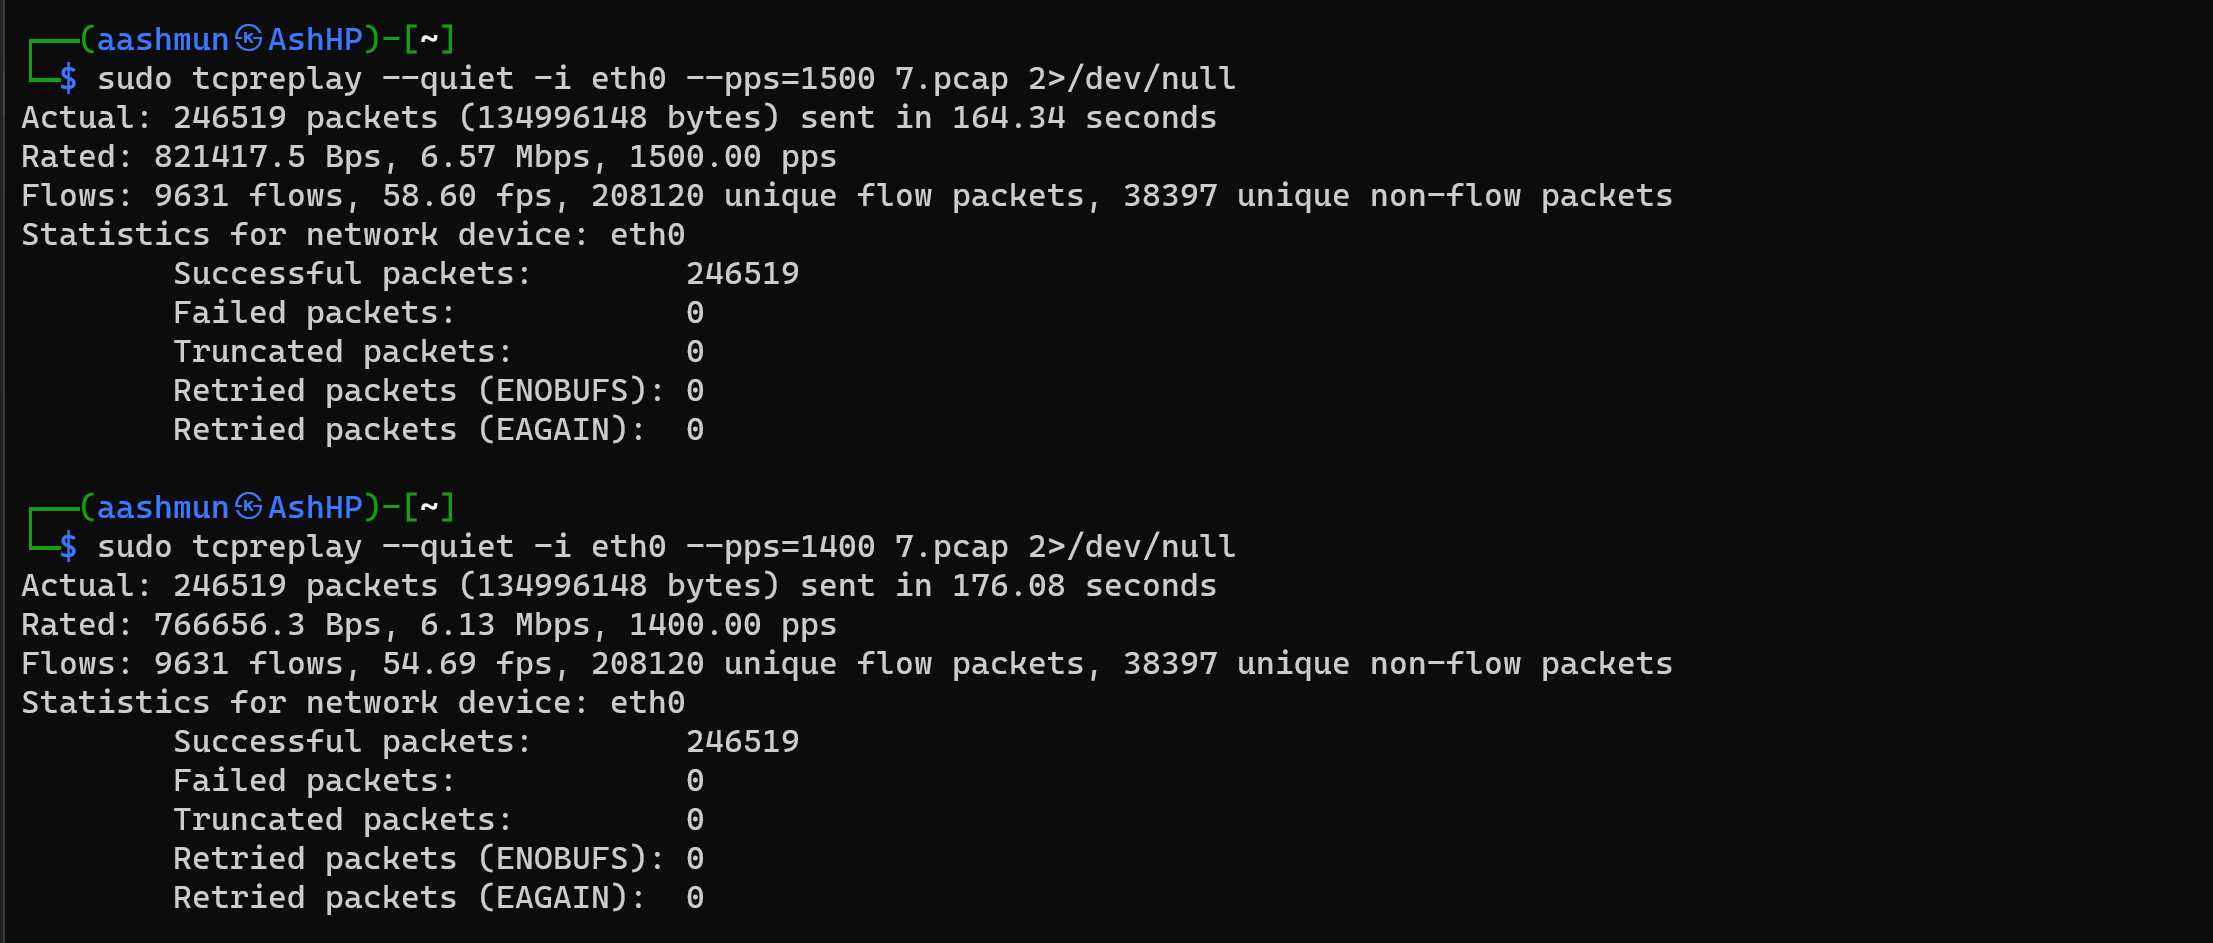 ┌──(aashmun㉿AshHP)-[~]
└─$ sudo tcpreplay --quiet -i eth0 --pps=1500 7.pcap 2>/dev/null
Actual: 246519 packets (134996148 bytes) sent in 164.34 seconds
Rated: 821417.5 Bps, 6.57 Mbps, 1500.00 pps
Flows: 9631 flows, 58.60 fps, 208120 unique flow packets, 38397 unique non-flow packets
Statistics for network device: eth0
        Successful packets:        246519
        Failed packets:            0
        Truncated packets:         0
        Retried packets (ENOBUFS): 0
        Retried packets (EAGAIN):  0

┌──(aashmun㉿AshHP)-[~]
└─$ sudo tcpreplay --quiet -i eth0 --pps=1400 7.pcap 2>/dev/null
Actual: 246519 packets (134996148 bytes) sent in 176.08 seconds
Rated: 766656.3 Bps, 6.13 Mbps, 1400.00 pps
Flows: 9631 flows, 54.69 fps, 208120 unique flow packets, 38397 unique non-flow packets
Statistics for network device: eth0
        Successful packets:        246519
        Failed packets:            0
        Truncated packets:         0
        Retried packets (ENOBUFS): 0
        Retried packets (EAGAIN):  0